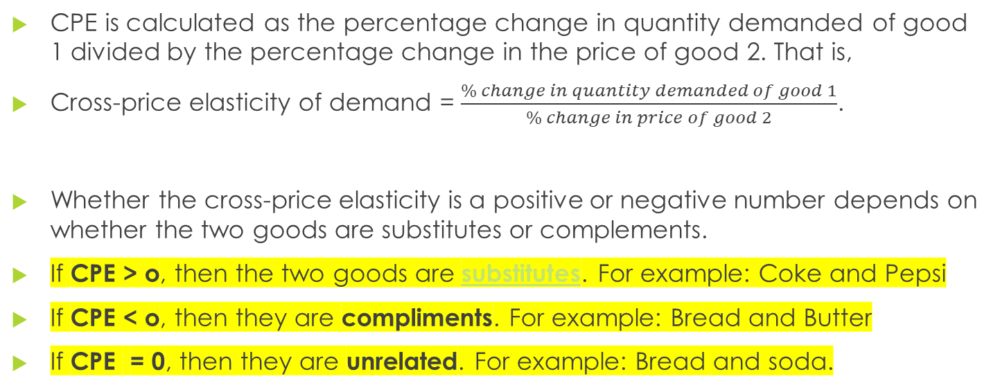 CPE is calculated as the percentage change in quantity demanded of good
1 divided by the percentage change in the price of good 2. That is,
Cross-price elasticity of demand = % change in quantity demanded of good 1 / % change in price of good 2.
Whether the cross-price elasticity is a positive or negative number depends on
whether the two goods are substitutes or complements.
If CPE > o, then the two goods are substitutes. For example: Coke and Pepsi
If CPE < o, then they are compliments. For example: Bread and Butter
If CPE = 0, then they are unrelated. For example: Bread and soda.